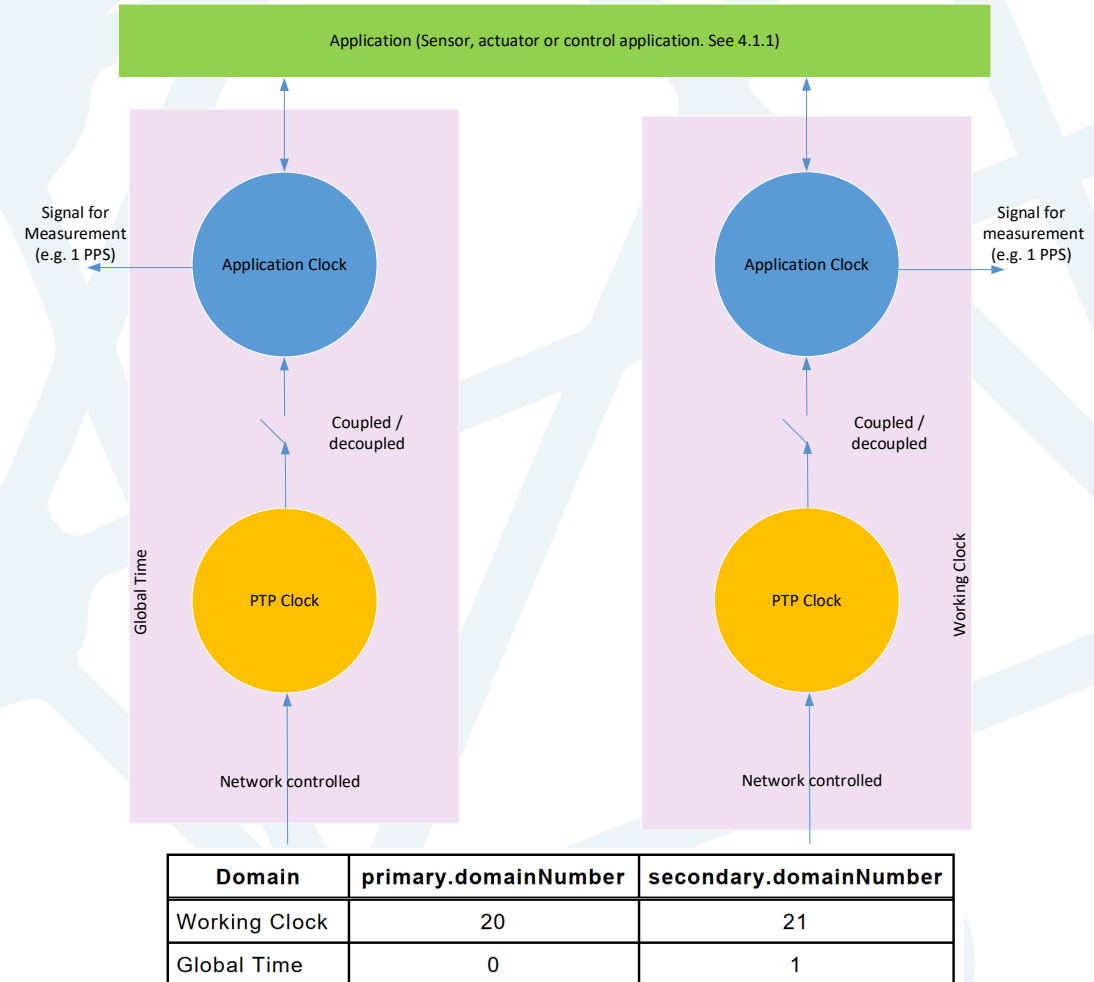 Application (Sensor, actuator or control application. See 4.1.1)
Signal for
Measurement
(e.g. 1 PPS)
Application Clock
Coupled /
decoupled
Global Time
PTP Clock
Network controlled
Application Clock
Signal for
measurement
(e.g. 1 PPS)
Coupled /
decoupled
PTP Clock
Working Clock
Network controlled
Domain primary.domainNumber secondary.domainNumber
Working Clock 20 21
Global Time 0 1